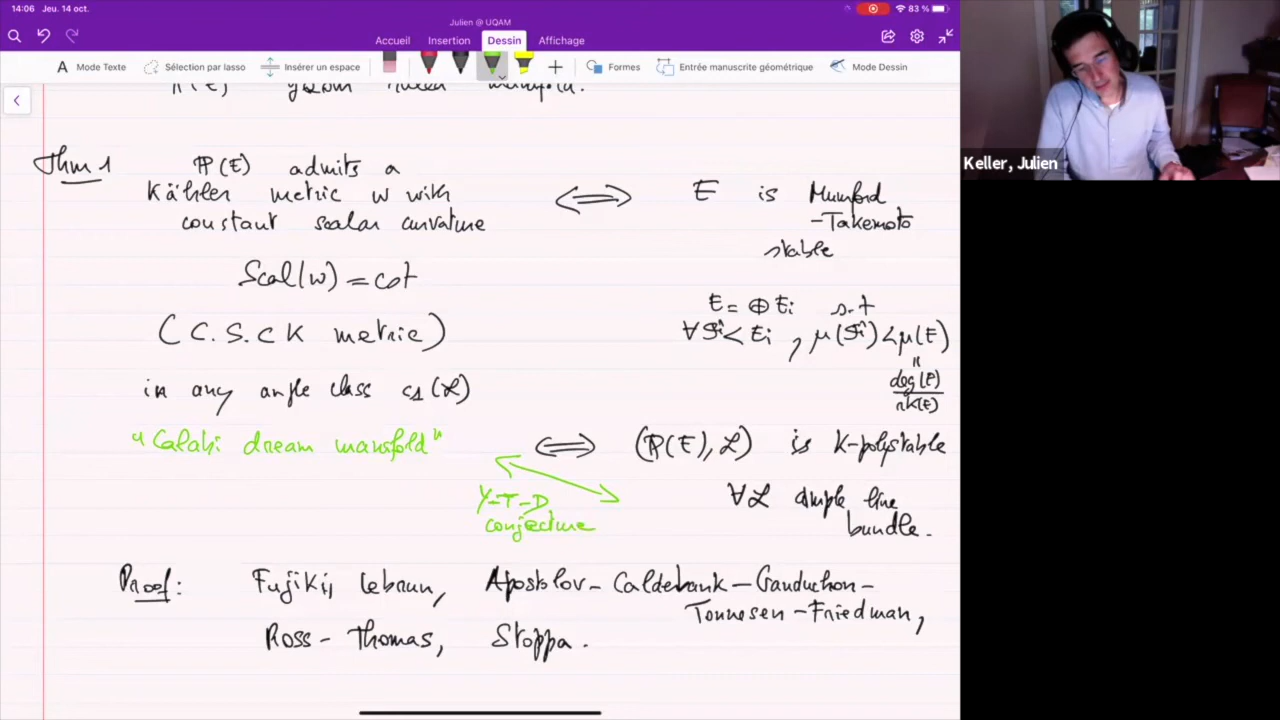 14:06 Jeu. 14 oct.
83 %
Julien @ UQAM
Accueil Insertion Dessin Affichage
Mode Texte Sélection par lasso Insérer un espace Formes Entrée manuscrite géométrique Mode Dessin
P(E) manifold.
Thm 1 P(E) admits a
Kähler metric w with
constant scalar curvature
⟺ E is Mumford
-Takemoto
stable
Scal(w) = cst
(C.S.C K metric)
E = ⊕ Ei s.t
∀ Fi < Ei, μ(Fi) < μ(E)
=
deg(E)
rk(E)
in any ample class c1(L)
"Calabi dream manifold" ⟺ (P(E), L) is K-polystable
∀ L ample line
bundle.
Y-T-D
conjecture
Proof: Fujiki, Lebrun, Apostolov - Calderbank - Gauduchon -
Tonnesen - Friedman,
Ross - Thomas, Stoppa.
Keller, Julien